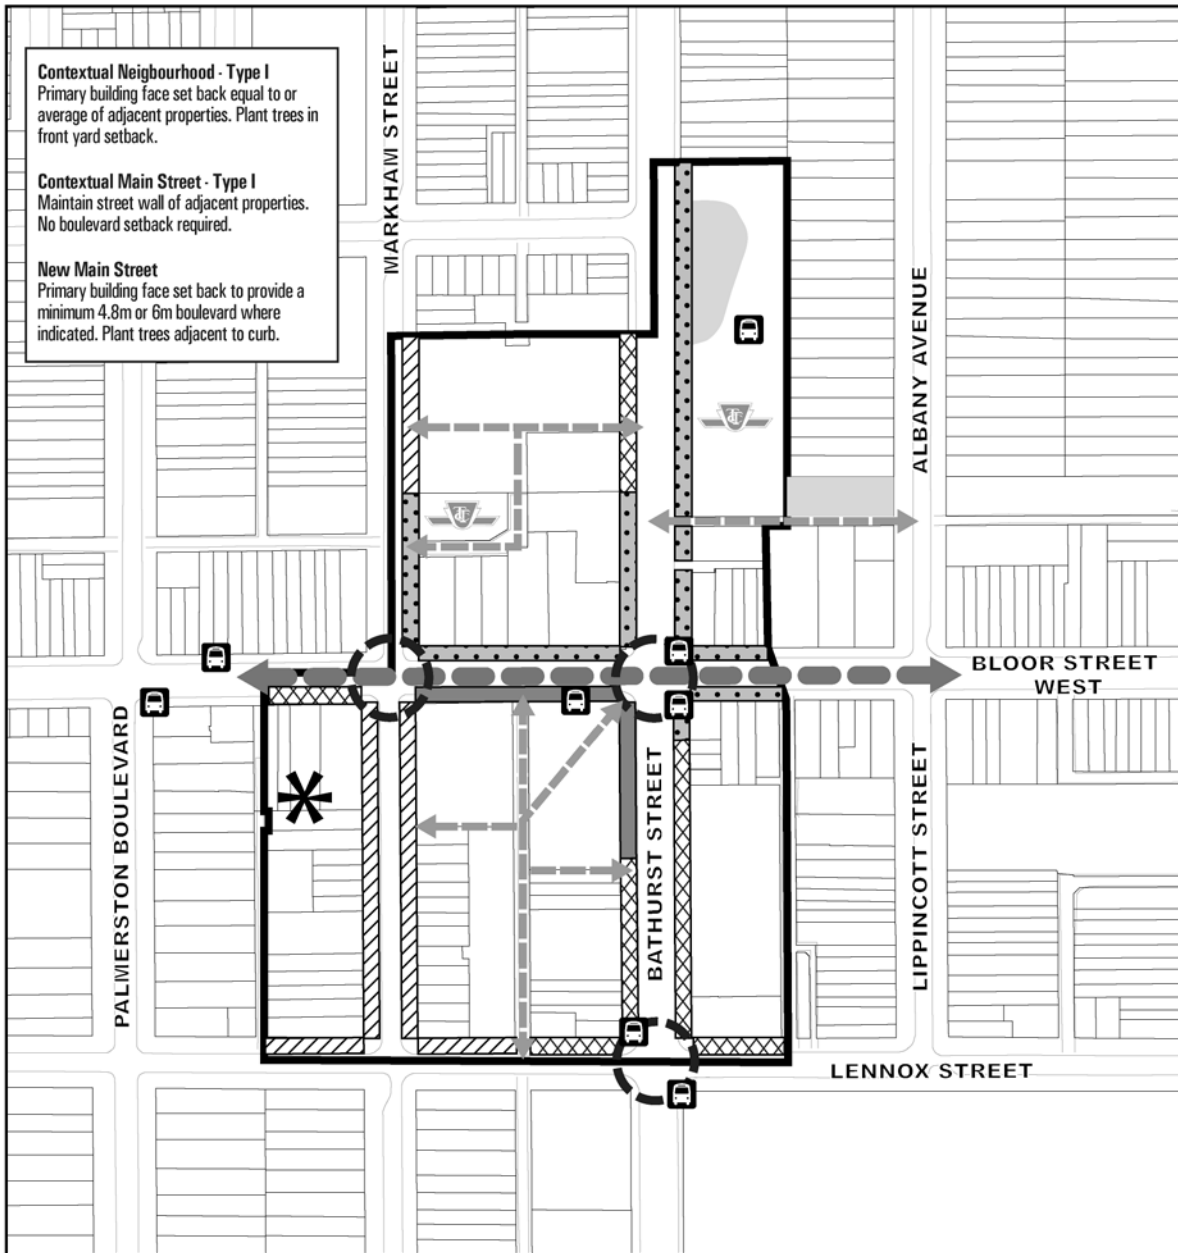 Contextual Neigbourhood - Type I
Primary building face set back equal to or
average of adjacent properties. Plant trees in
front yard setback.
Contextual Main Street - Type I
Maintain street wall of adjacent properties.
No boulevard setback required.
New Main Street
Primary building face set back to provide a
minimum 4.8m or 6m boulevard where
indicated. Plant trees adjacent to curb.
MARKHAM STREET
ALBANY AVENUE
TTC
TTC
BLOOR STREET
WEST
PALMERSTON BOULEVARD
BATHURST STREET
LIPPINCOTT STREET
LENNOX STREET